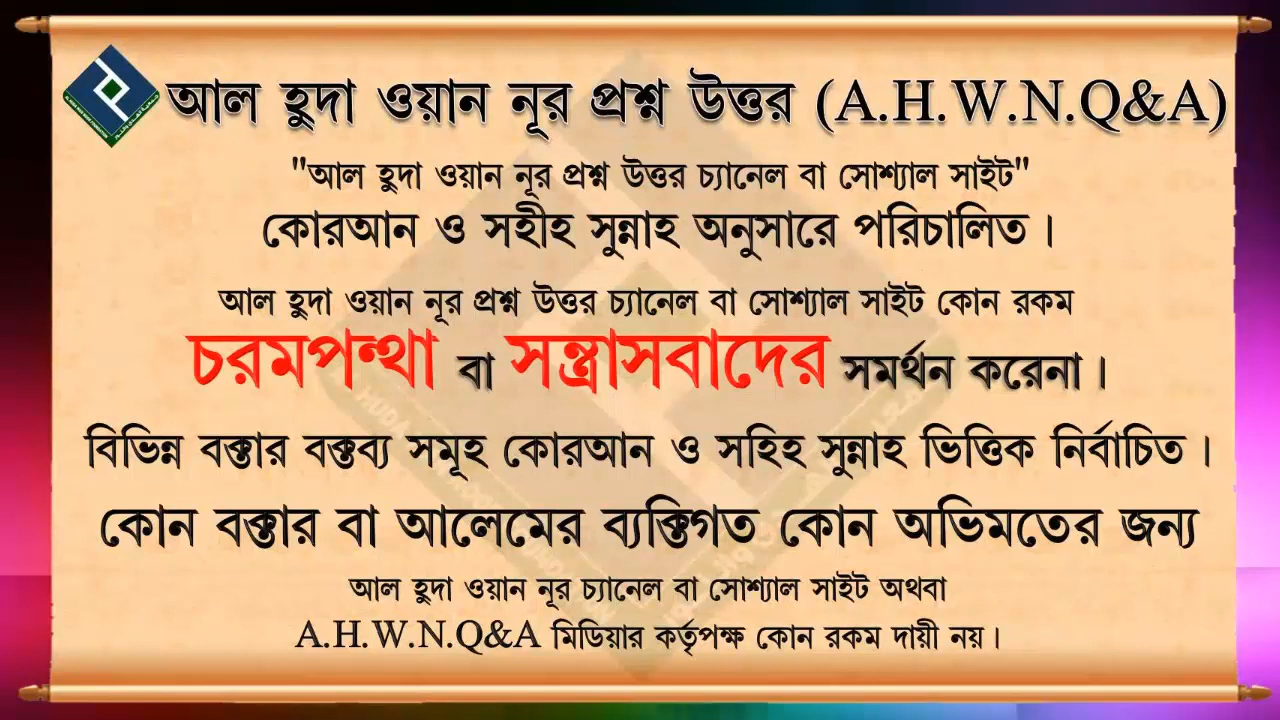 আল হুদা ওয়ান নূর প্রশ্ন উত্তর (A.H.W.N.Q&A)
"আল হুদা ওয়ান নূর প্রশ্ন উত্তর চ্যানেল বা সোশ্যাল সাইট"
কোরআন ও সহীহ সুন্নাহ অনুসারে পরিচালিত।
আল হুদা ওয়ান নূর প্রশ্ন উত্তর চ্যানেল বা সোশ্যাল সাইট কোন রকম
চরমপন্থা বা সন্ত্রাসবাদের সমর্থন করেনা।
বিভিন্ন বক্তার বক্তব্য সমূহ কোরআন ও সহিহ সুন্নাহ ভিত্তিক নির্বাচিত।
কোন বক্তার বা আলেমের ব্যক্তিগত কোন অভিমতের জন্য
আল হুদা ওয়ান নূর চ্যানেল বা সোশ্যাল সাইট অথবা
A.H.W.N.Q&A মিডিয়ার কর্তৃপক্ষ কোন রকম দায়ী নয়।